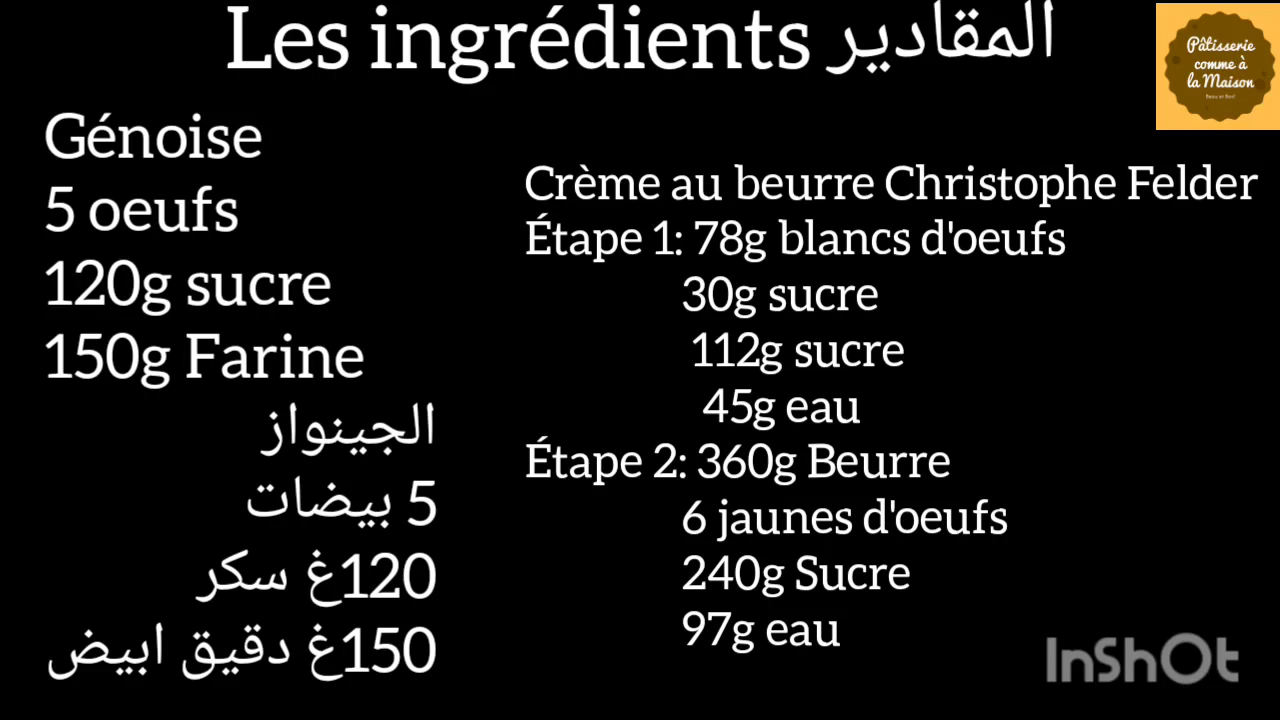 Les ingrédients المقادير
Pâtisserie
comme à
la Maison
Génoise
5 oeufs
120g sucre
150g Farine
الجينواز
5 بيضات
120غ سكر
150غ دقيق ابيض
Crème au beurre Christophe Felder
Étape 1: 78g blancs d'oeufs
30g sucre
112g sucre
45g eau
Étape 2: 360g Beurre
6 jaunes d'oeufs
240g Sucre
97g eau
InShOt